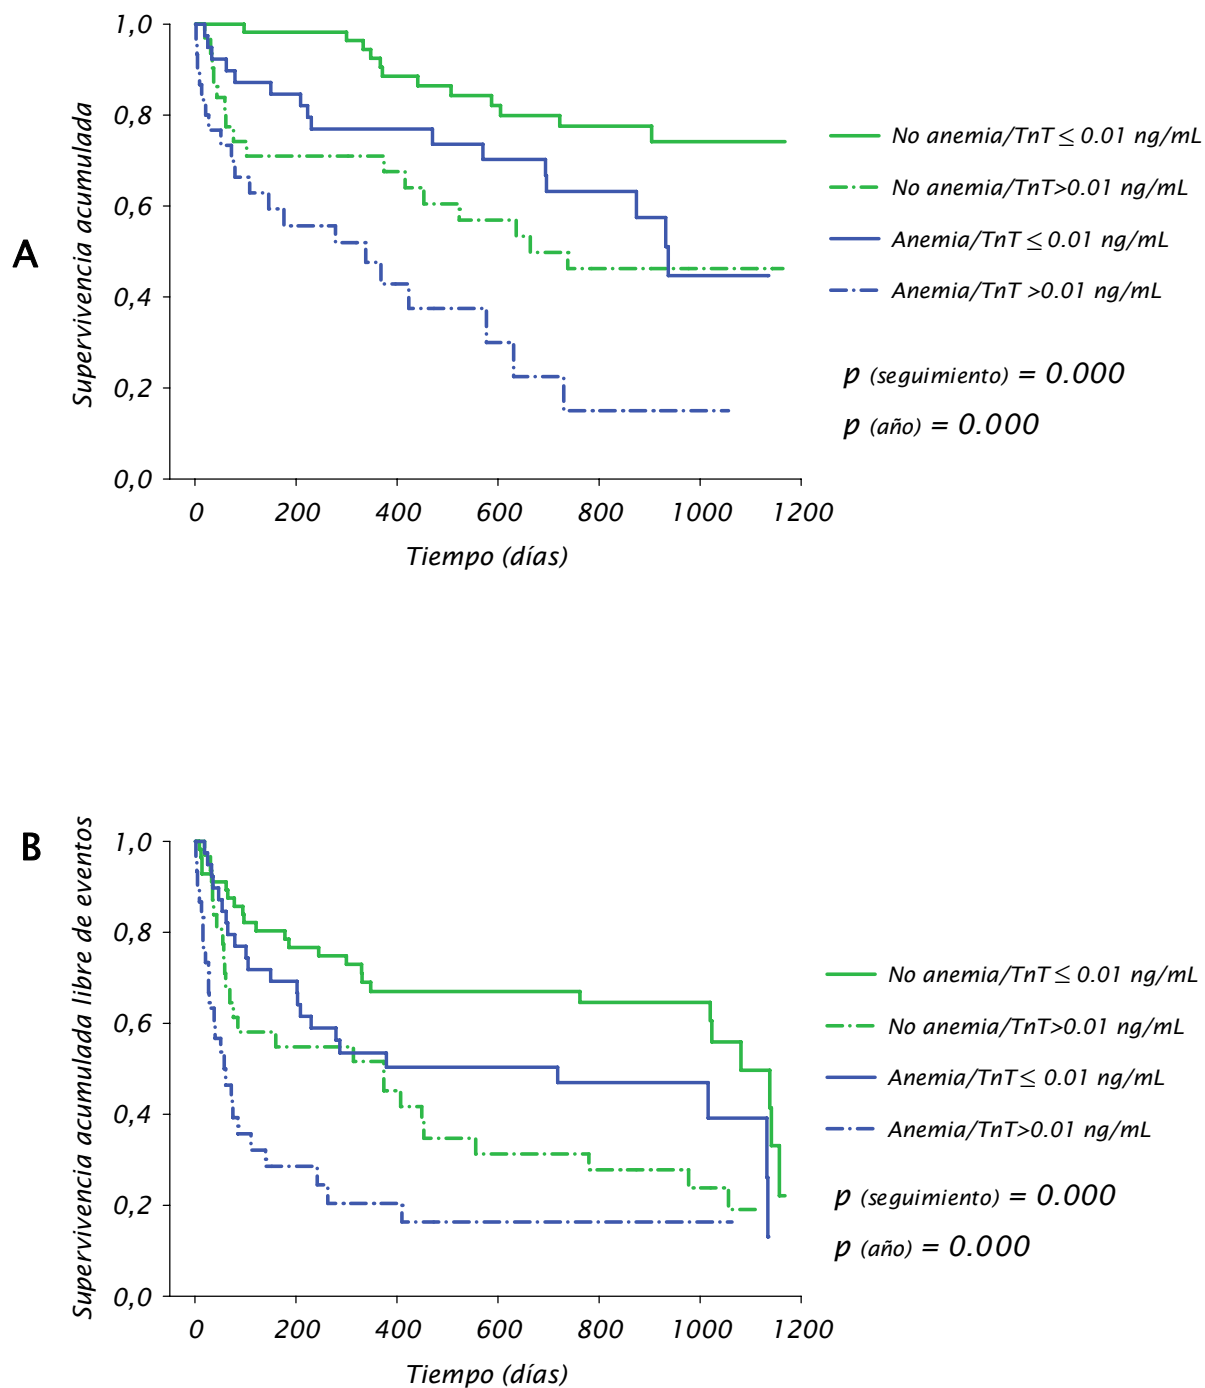 A
Supervivencia acumulada
1,0
0,8
0,6
0,4
0,2
0,0
0 200 400 600 800 1000 1200
Tiempo (días)
No anemia/TnT ≤ 0.01 ng/mL
No anemia/TnT>0.01 ng/mL
Anemia/TnT ≤ 0.01 ng/mL
Anemia/TnT >0.01 ng/mL
p (seguimiento) = 0.000
p (año) = 0.000
B
Supervivencia acumulada libre de eventos
1,0
0,8
0,6
0,4
0,2
0,0
0 200 400 600 800 1000 1200
Tiempo (días)
No anemia/TnT ≤ 0.01 ng/mL
No anemia/TnT>0.01 ng/mL
Anemia/TnT ≤ 0.01 ng/mL
Anemia/TnT>0.01 ng/mL
p (seguimiento) = 0.000
p (año) = 0.000